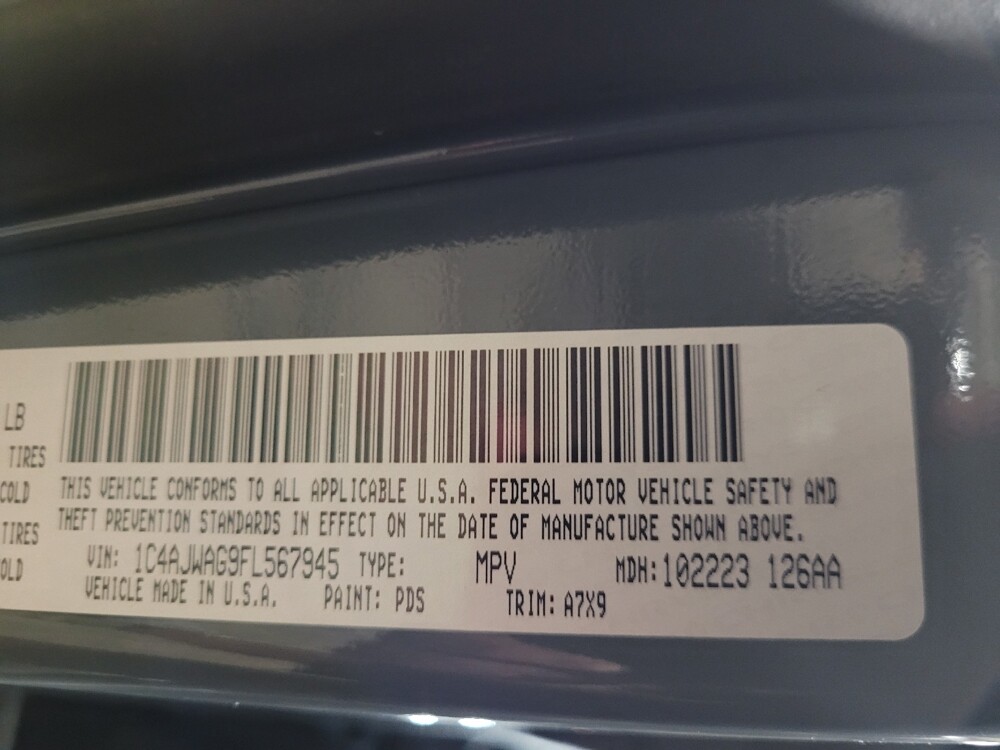 LB
TIRES
COLD THIS VEHICLE CONFORMS TO ALL APPLICABLE U.S.A. FEDERAL MOTOR VEHICLE SAFETY AND
TIRES THEFT PREVENTION STANDARDS IN EFFECT ON THE DATE OF MANUFACTURE SHOWN ABOVE.
OLD VIN: 1C4AJWAG9FL567945 TYPE: MPV MDH:102223 126AA
VEHICLE MADE IN U.S.A. PAINT: PDS TRIM: A7X9